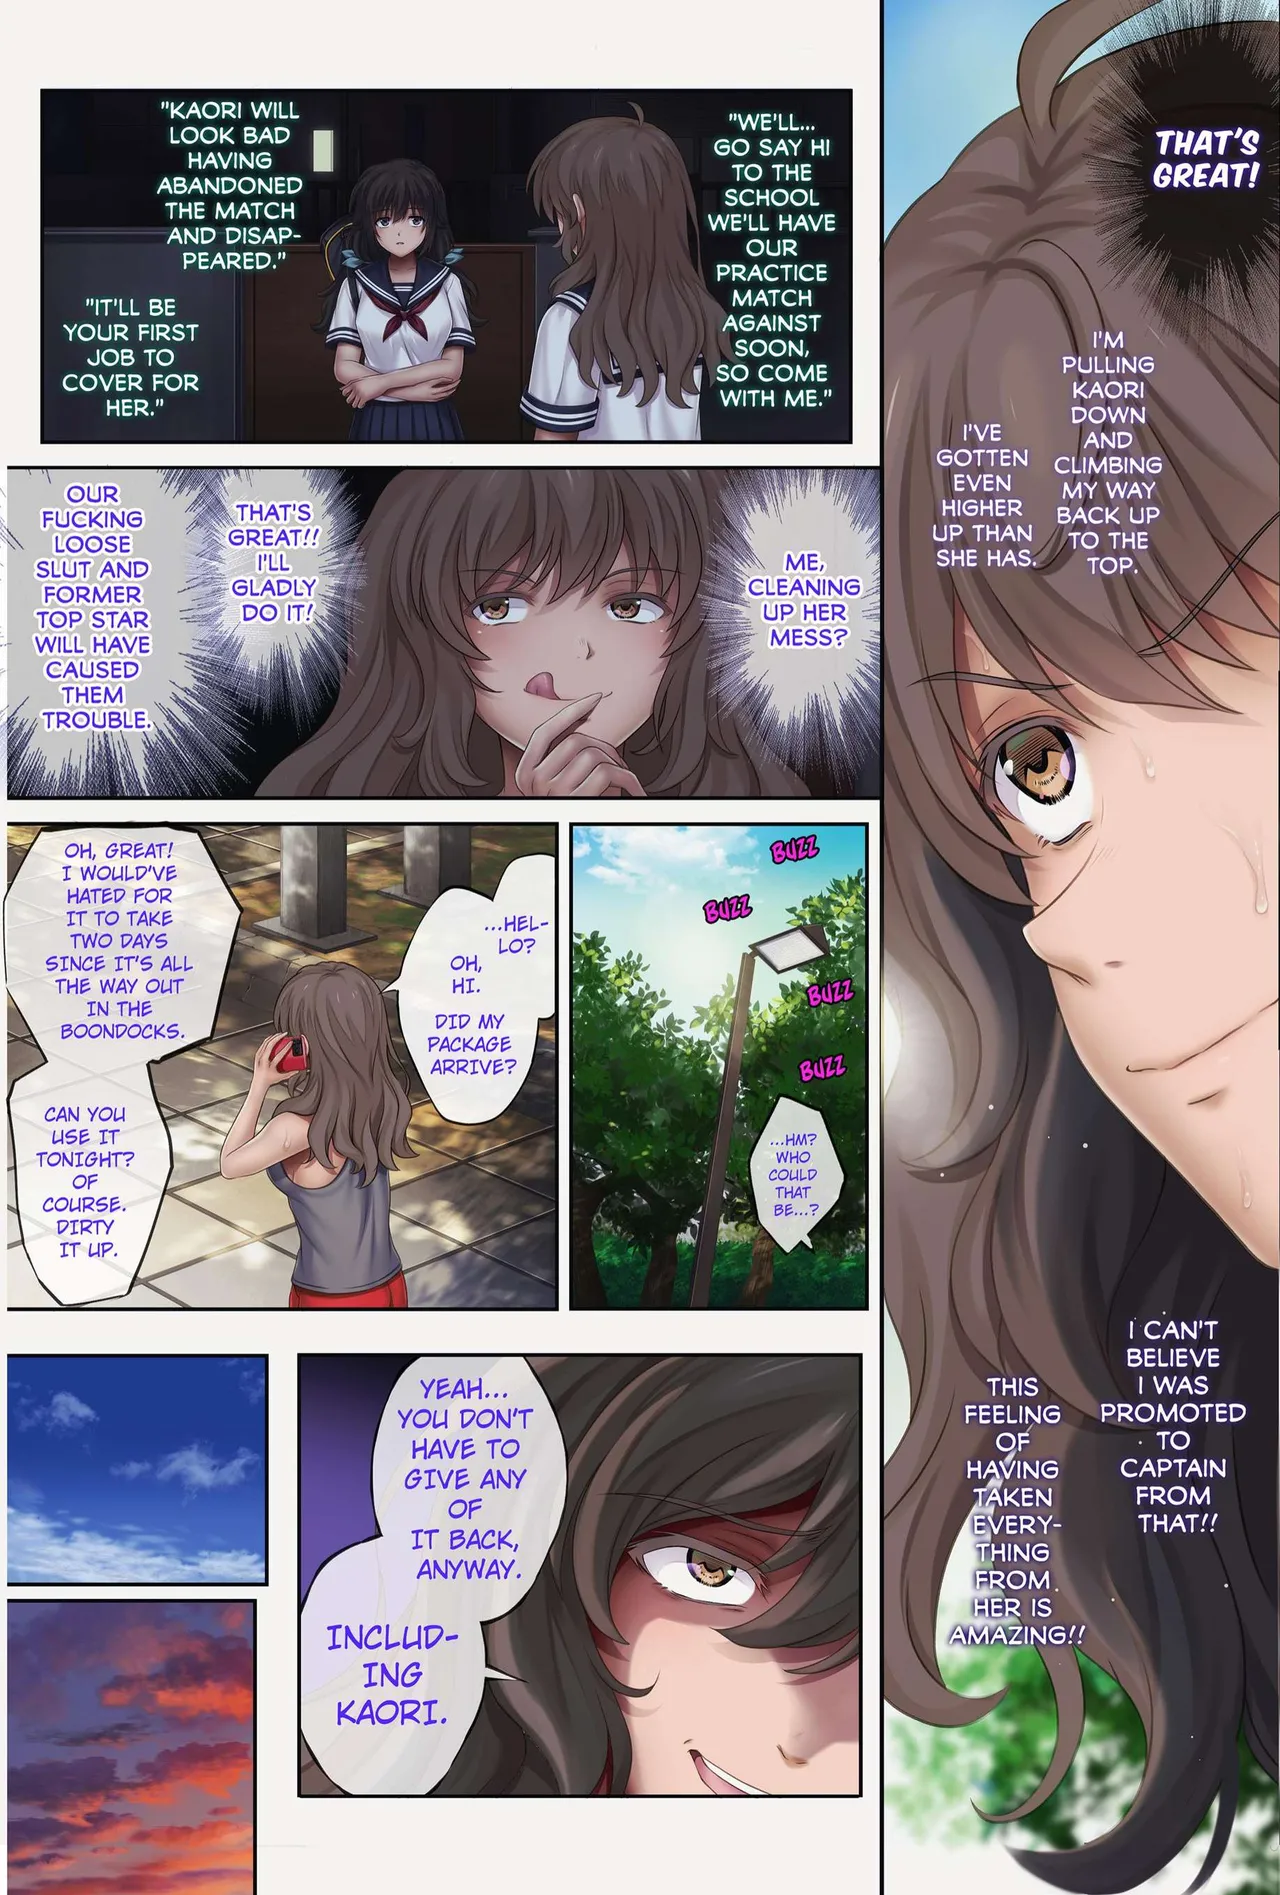 THAT'S
GREAT!
I'M
PULLING
KAORI
DOWN
AND
CLIMBING
MY WAY
BACK UP
TO THE
TOP.
I'VE
GOTTEN
EVEN
HIGHER
UP THAN
SHE HAS.
I CAN'T
BELIEVE
I WAS
PROMOTED
TO
CAPTAIN
FROM
THAT!!
THIS
FEELING
OF
HAVING
TAKEN
EVERY-
THING
FROM
HER IS
AMAZING!!
"WE'LL...
GO SAY HI
TO THE
SCHOOL
WE'LL HAVE
OUR
PRACTICE
MATCH
AGAINST
SOON,
SO COME
WITH ME."
"KAORI WILL
LOOK BAD
HAVING
ABANDONED
THE MATCH
AND DISAP-
PEARED."
"IT'LL BE
YOUR FIRST
JOB TO
COVER FOR
HER."
ME,
CLEANING
UP HER
MESS?
THAT'S
GREAT!!
I'LL
GLADLY
DO IT!
OUR
FUCKING
LOOSE
SLUT AND
FORMER
TOP STAR
WILL HAVE
CAUSED
THEM
TROUBLE.
BUZZ
BUZZ
BUZZ
BUZZ
...HM?
WHO
COULD
THAT
BE...?
...HEL-
LO?
OH,
HI.
DID MY
PACKAGE
ARRIVE?
OH, GREAT!
I WOULD'VE
HATED FOR
IT TO TAKE
TWO DAYS
SINCE IT'S ALL
THE WAY OUT
IN THE
BOONDOCKS.
CAN YOU
USE IT
TONIGHT?
OF
COURSE.
DIRTY
IT UP.
YEAH...
YOU DON'T
HAVE TO
GIVE ANY
OF
IT BACK,
ANYWAY.
INCLUD-
ING
KAORI.